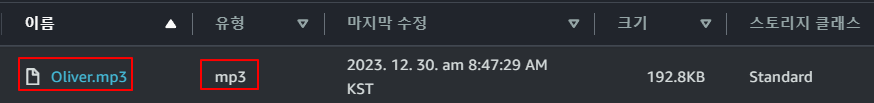 이름 유형 마지막 수정 크기 스토리지 클래스
Oliver.mp3 mp3 2023. 12. 30. am 8:47:29 AM 192.8KB Standard
KST